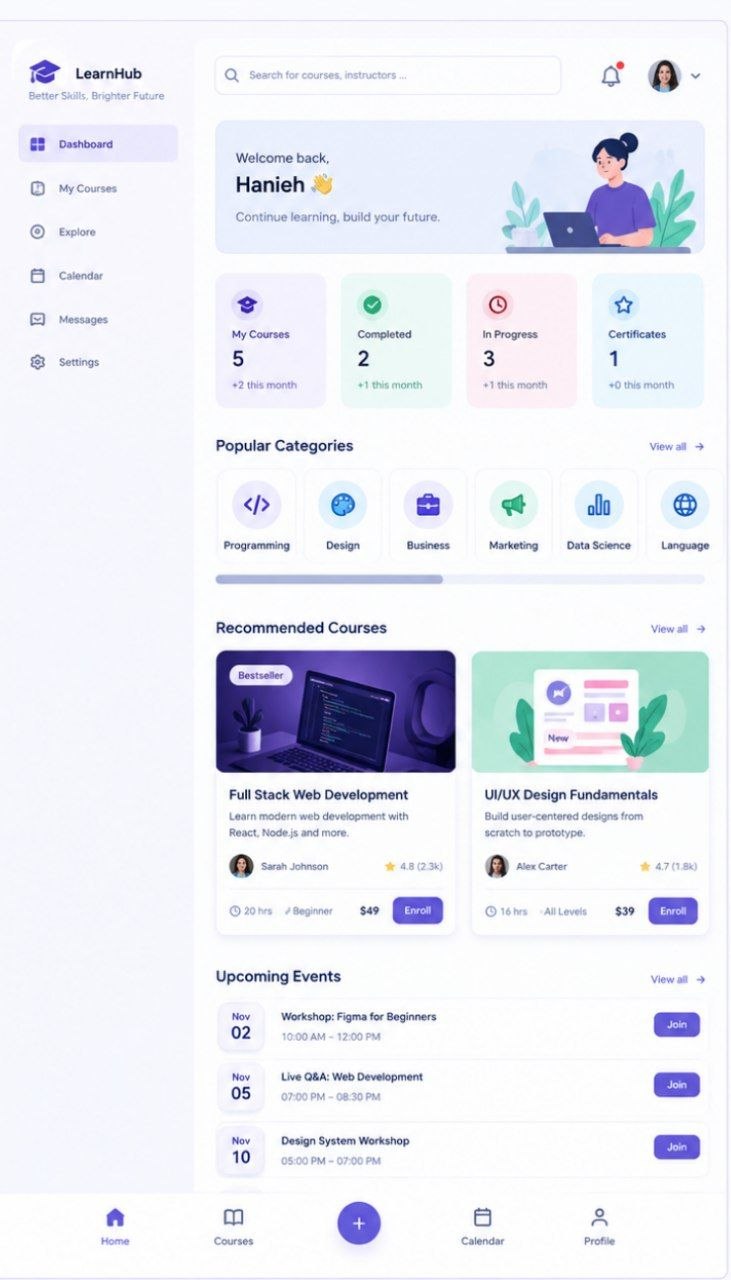 LearnHub
Better Skills, Brighter Future
Search for courses, instructors ...
Dashboard
My Courses
Explore
Calendar
Messages
Settings
Welcome back,
Hanieh 👋
Continue learning, build your future.
My Courses
5
+2 this month
Completed
2
+1 this month
In Progress
3
+1 this month
Certificates
1
+0 this month
Popular Categories
View all →
</>
Programming
Design
Business
Marketing
Data Science
Language
Recommended Courses
View all →
Bestseller
Full Stack Web Development
Learn modern web development with
React, Node.js and more.
Sarah Johnson
4.8 (2.3k)
20 hrs
Beginner
$49
Enroll
New
UI/UX Design Fundamentals
Build user-centered designs from
scratch to prototype.
Alex Carter
4.7 (1.8k)
16 hrs
All Levels
$39
Enroll
Upcoming Events
View all →
Nov
02
Workshop: Figma for Beginners
10:00 AM – 12:00 PM
Join
Nov
05
Live Q&A: Web Development
07:00 PM – 08:30 PM
Join
Nov
10
Design System Workshop
05:00 PM – 07:00 PM
Join
Home
Courses
+
Calendar
Profile